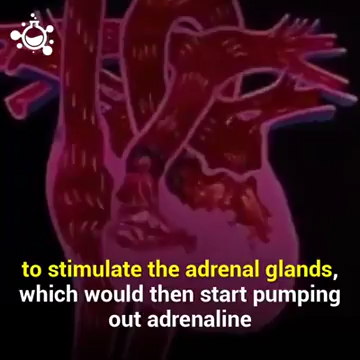 to stimulate the adrenal glands,
which would then start pumping
out adrenaline